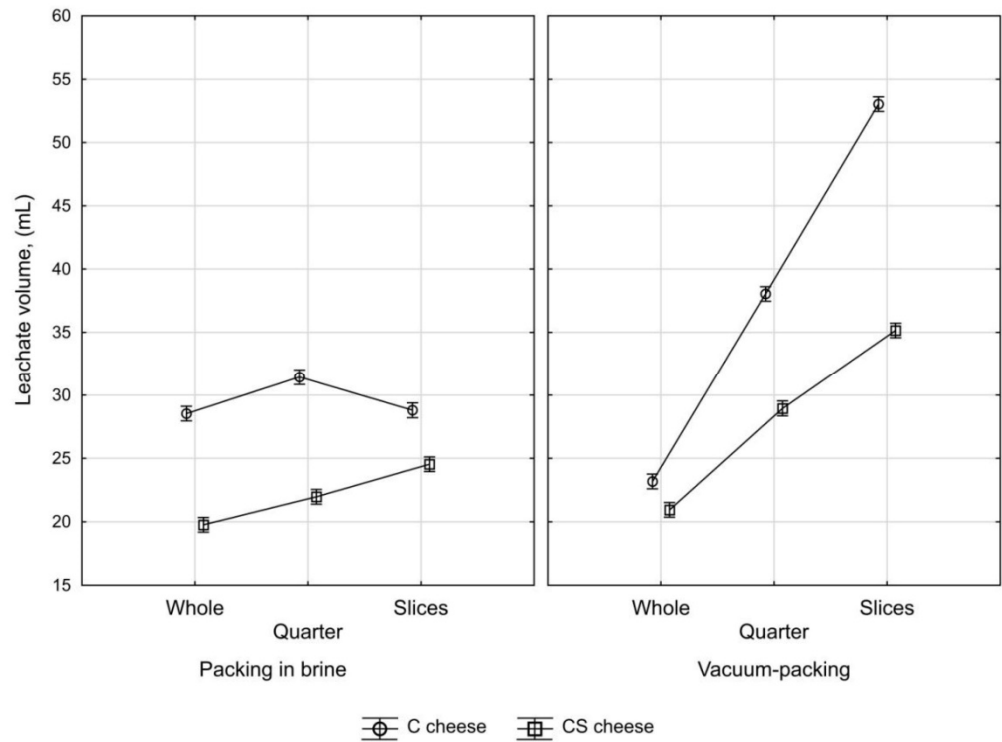 60
55
50
45
40
35
30
25
20
15
Leachate volume, (mL)
Whole
Quarter
Slices
Packing in brine
Whole
Quarter
Slices
Vacuum-packing
C cheese
CS cheese